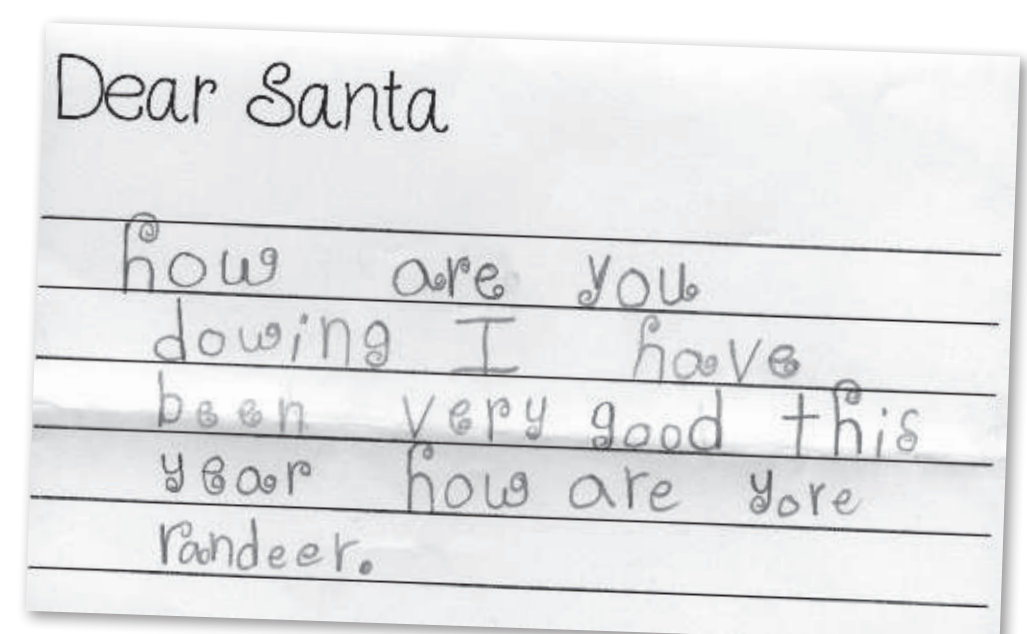 Dear Santa
how are you
dowing I have
been very good this
year how are yore
randeer.